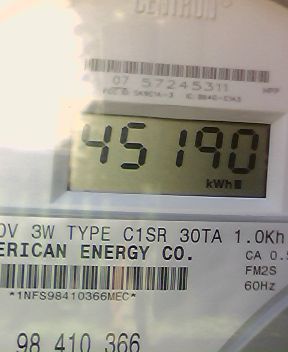 CENTRON®
07 57245311
45190
kWh
3W TYPE C1SR 30TA 1.0Kh
ERICAN ENERGY CO.
CA 0.5
FM2S
*1NFS98410366MEC*
60Hz
98 410 366